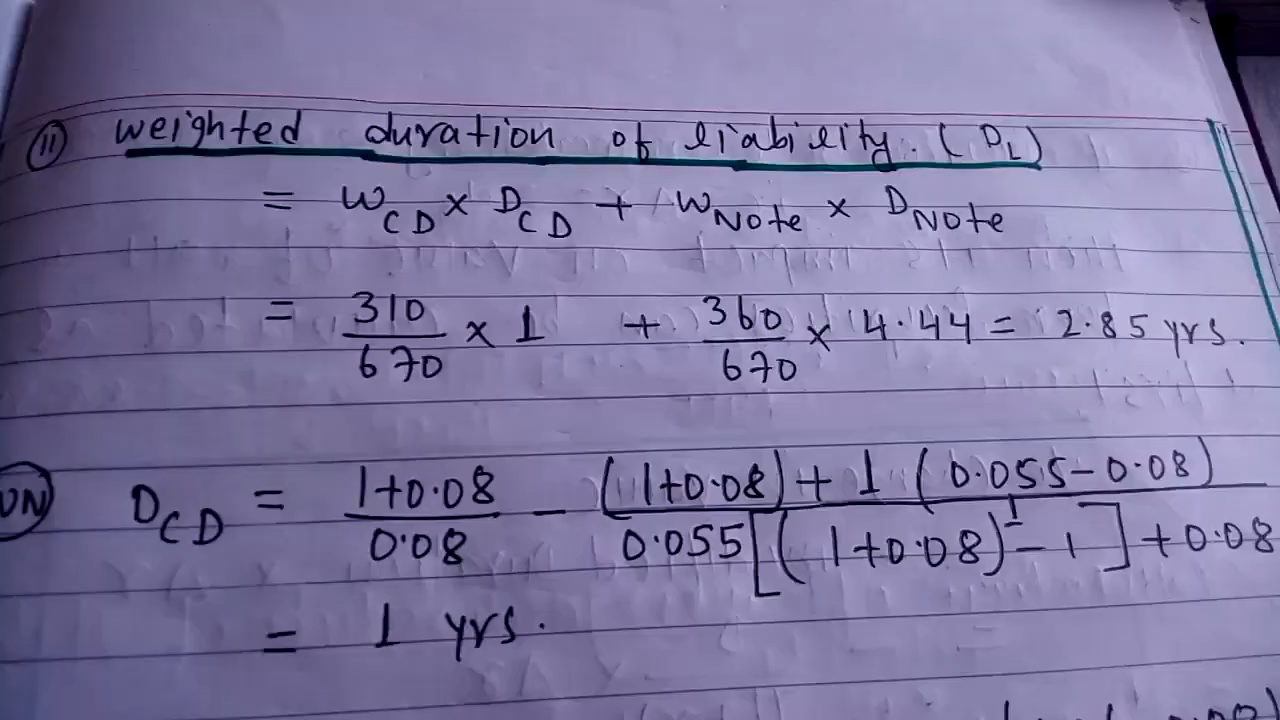 (ii) weighted duration of liability. (D_L)
= W_CD × D_CD + W_Note × D_Note
= 310/670 × 1 + 360/670 × 4.44 = 2.85 yrs.
D_CD = 1+0.08/0.08 − (1+0.08) + 1 (0.055−0.08)/0.055[(1+0.08)^1 − 1] + 0.08
= 1 yrs.